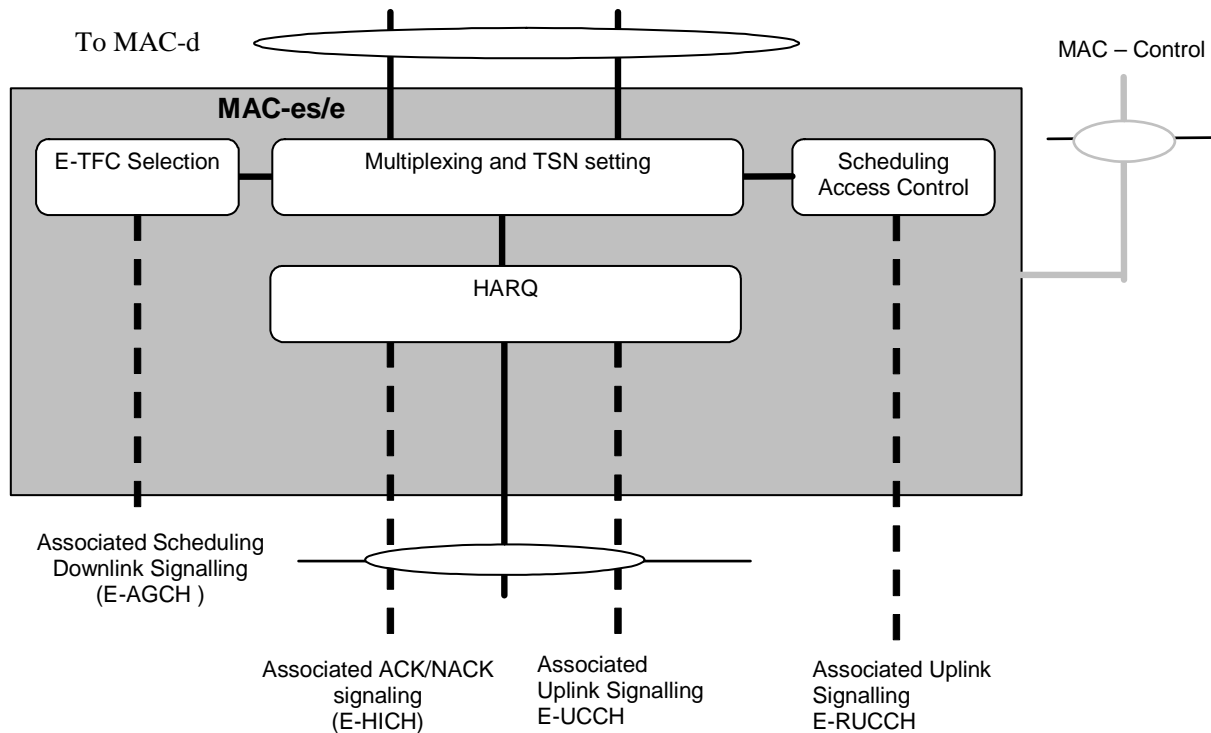 To MAC-d
MAC – Control
MAC-es/e
E-TFC Selection
Multiplexing and TSN setting
Scheduling
Access Control
HARQ
Associated Scheduling
Downlink Signalling
(E-AGCH )
Associated ACK/NACK
signaling
(E-HICH)
Associated
Uplink Signalling
E-UCCH
Associated Uplink
Signalling
E-RUCCH